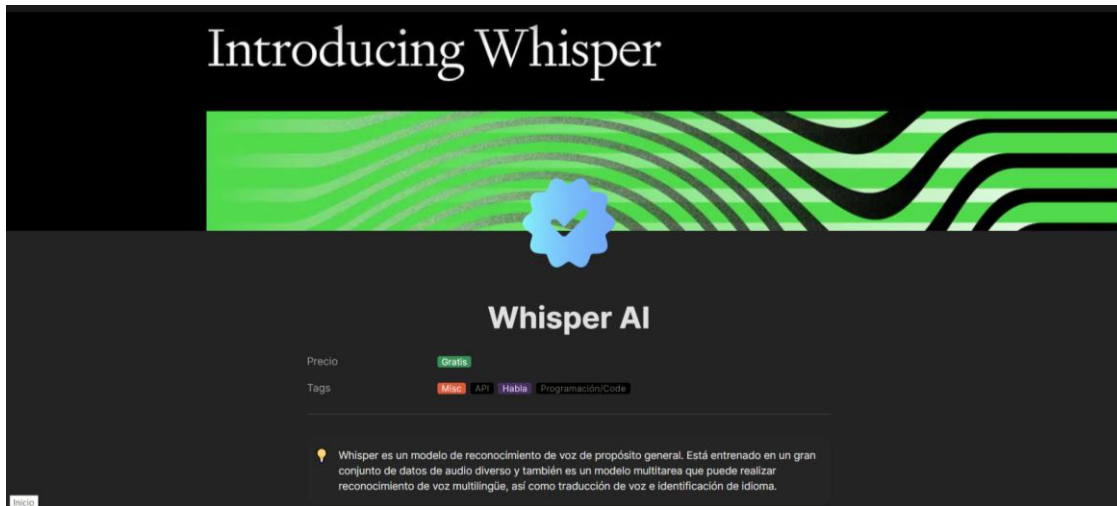 Introducing Whisper
Whisper AI
Precio Gratis
Tags Misc API Habla Programación/Code
Whisper es un modelo de reconocimiento de voz de propósito general. Está entrenado en un gran
conjunto de datos de audio diverso y también es un modelo multitarea que puede realizar
reconocimiento de voz multilingüe, así como traducción de voz e identificación de idioma.
Inicio